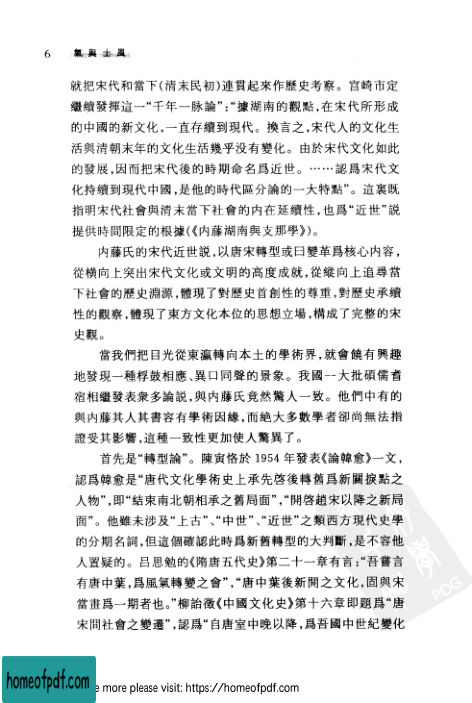 6 氣與士風
就把宋代和當下(清末民初)連貫起來作歷史考察。宫崎市定
繼續發揮這一“千年一脉論”:“據湖南的觀點,在宋代所形成
的中國的新文化,一直存續到現代。換言之,宋代人的文化生
活與清朝末年的文化生活幾乎没有變化。由於宋代文化如此
的發展,因而把宋代後的時期命名爲近世。……認爲宋代文
化持續到現代中國,是他的時代區分論的一大特點”。這裏既
指明宋代社會與清末當下社會的内在延續性,也爲“近世”説
提供時間限定的根據(《内藤湖南與支那學》)。
内藤氏的宋代近世説,以唐宋轉型或曰變革爲核心内容,
從横向上突出宋代文化或文明的高度成就,從縱向上追尋當
下社會的歷史淵源,體現了對歷史首創性的尊重,對歷史承續
性的觀察,體現了東方文化本位的思想立場,構成了完整的宋
史觀。
當我們把目光從東瀛轉向本土的學術界,就會饒有興趣
地發現一種桴鼓相應、異口同聲的景象。我國一大批碩儒耆
宿相繼發表衆多論説,與内藤氏竟然驚人一致。他們中有的
與内藤其人其書容有學術因緣,而絶大多數學者卻尚無法指
證受其影響,這種一致性更加使人驚異了。
首先是“轉型論”。陳寅恪於 1954 年發表《論韓愈》一文,
認爲韓愈是“唐代文化學術史上承先啓後轉舊爲新關捩點之
人物”,即“結束南北朝相承之舊局面”,“開啓趙宋以降之新局
面”。他雖未涉及“上古”、“中世”、“近世”之類西方現代史學
的分期名詞,但這個確認此時爲新舊轉型的大判斷,是不容他
人置疑的。吕思勉的《隋唐五代史》第二十一章有言:“吾嘗言
有唐中葉,爲風氣轉變之會”,“唐中葉後新開之文化,固與宋
當畫爲一期者也。”柳詒徵《中國文化史》第十六章即題爲“唐
宋間社會之變遷”,認爲“自唐室中晚以降,爲吾國中世紀變化
PDG
homeofpdf.com
e more please visit: https://homeofpdf.com